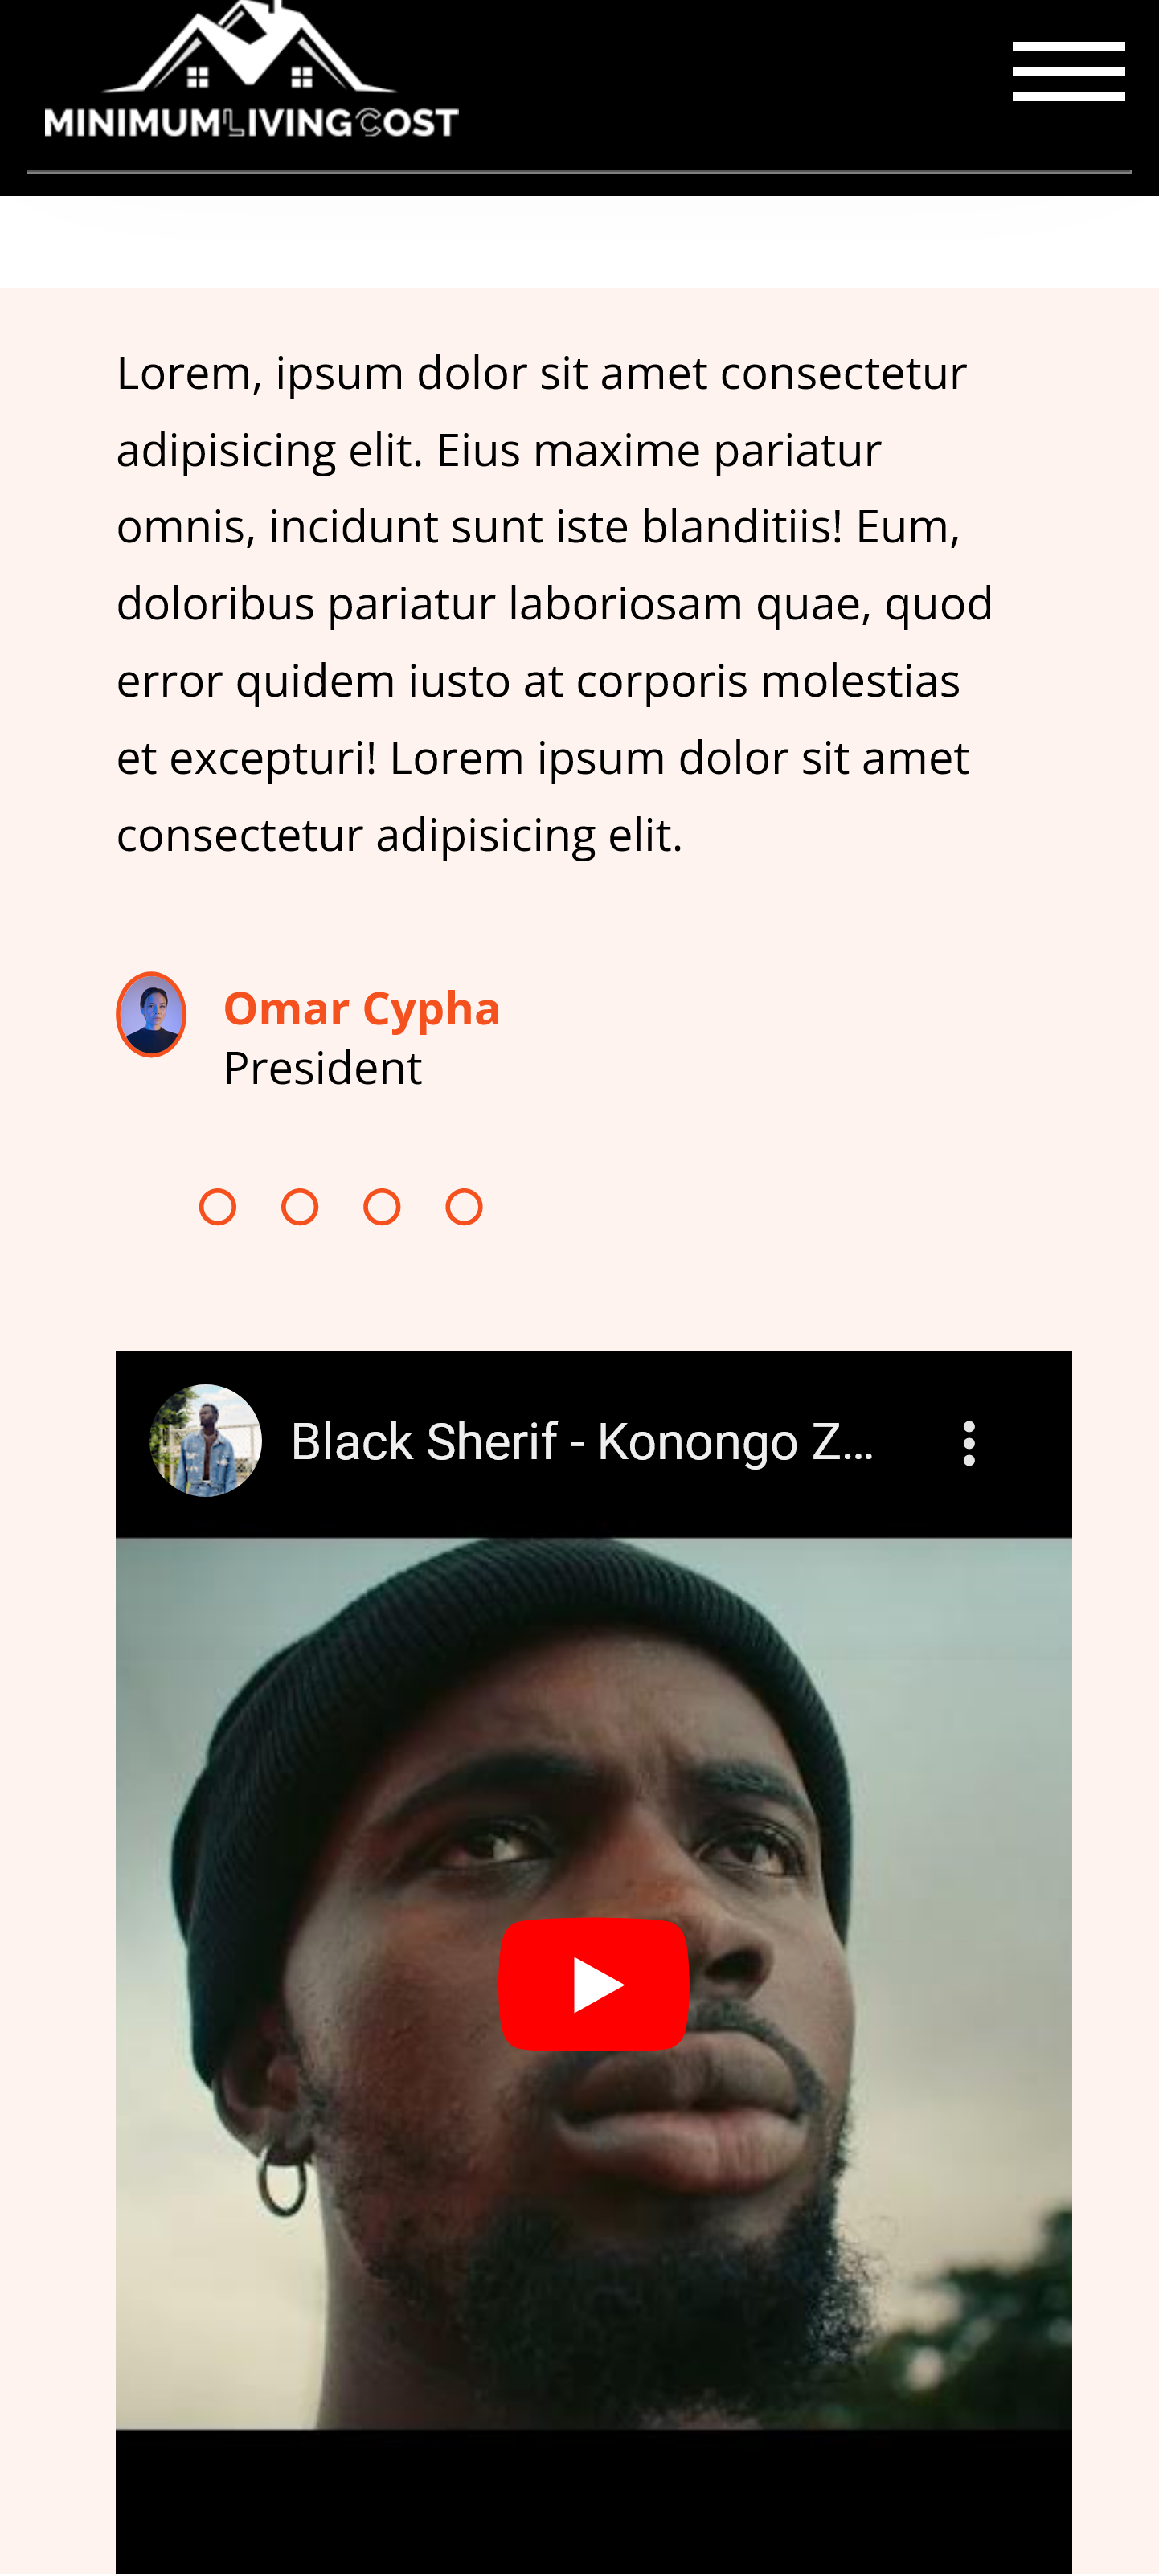 MINIMUMLIVINGCOST
Lorem, ipsum dolor sit amet consectetur
adipisicing elit. Eius maxime pariatur
omnis, incidunt sunt iste blanditiis! Eum,
doloribus pariatur laboriosam quae, quod
error quidem iusto at corporis molestias
et excepturi! Lorem ipsum dolor sit amet
consectetur adipisicing elit.
Omar Cypha
President
Black Sherif - Konongo Z...